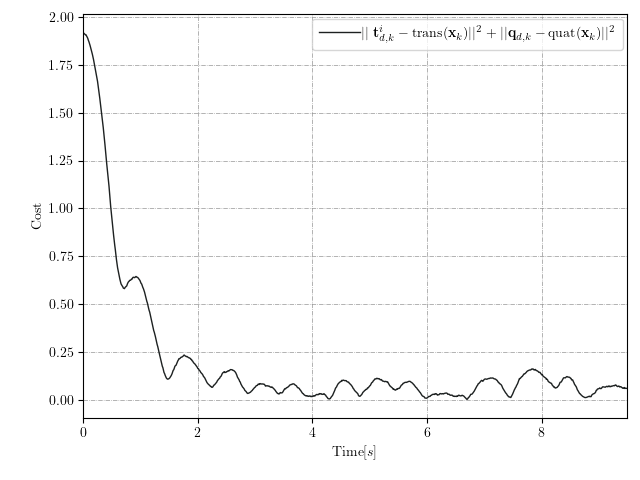 || t^i_{d,k} − trans(x_k)||² + ||q_{d,k} − quat(x_k)||²
2.00
1.75
1.50
1.25
1.00
0.75
0.50
0.25
0.00
Cost
0 2 4 6 8
Time[s]